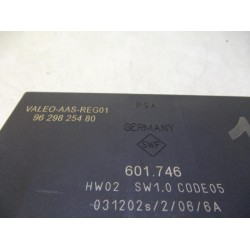 VALEO-AAS-REG01
96 298 254 80
PSA
GERMANY
SWF
601.746
HW02 SW1.0 CODE05
031202s/2/06/6A